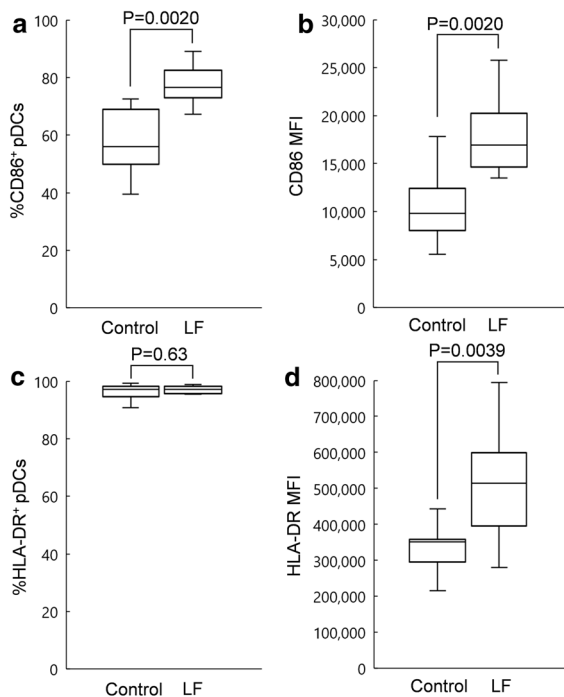 a
P=0.0020
%CD86⁺ pDCs
100
80
60
40
20
0
Control LF
b
P=0.0020
CD86 MFI
30,000
25,000
20,000
15,000
10,000
5,000
0
Control LF
c
P=0.63
%HLA-DR⁺ pDCs
100
80
60
40
20
0
Control LF
d
P=0.0039
HLA-DR MFI
800,000
700,000
600,000
500,000
400,000
300,000
200,000
100,000
0
Control LF